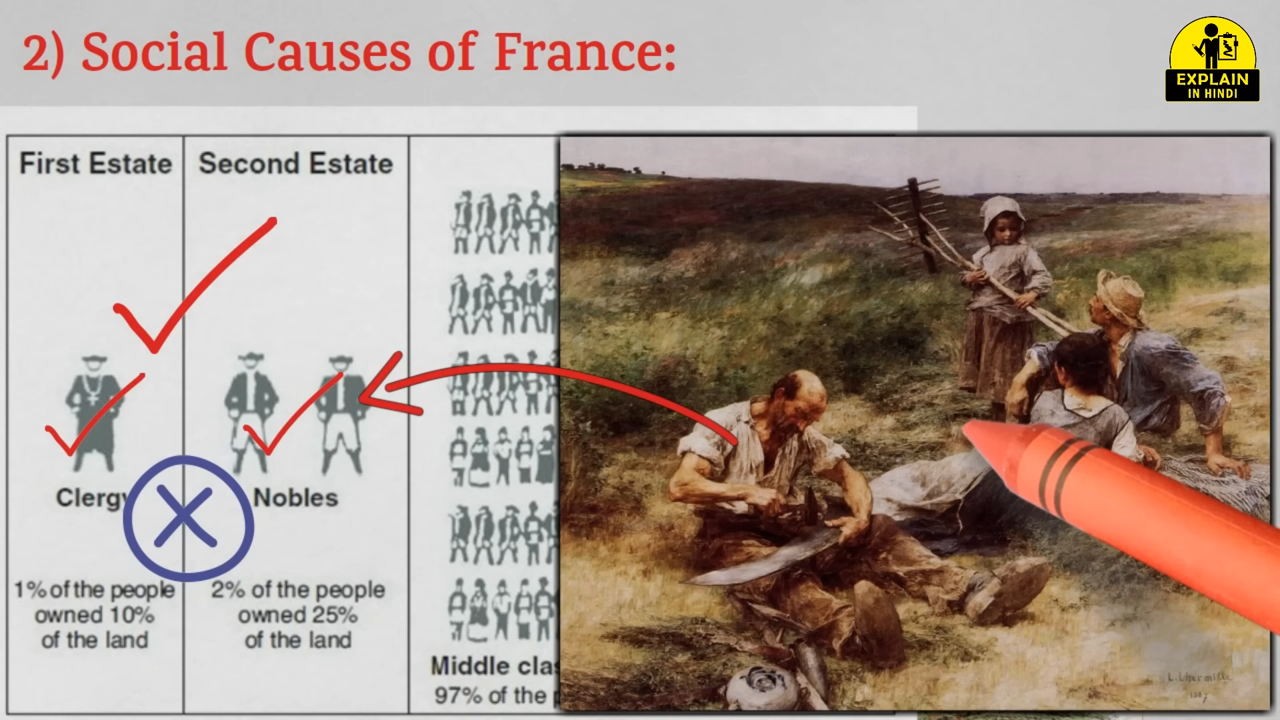 2) Social Causes of France:
EXPLAIN
IN HINDI
First Estate
Second Estate
Clergy
Nobles
1% of the people
owned 10%
of the land
2% of the people
owned 25%
of the land
Middle clas
97% of the p